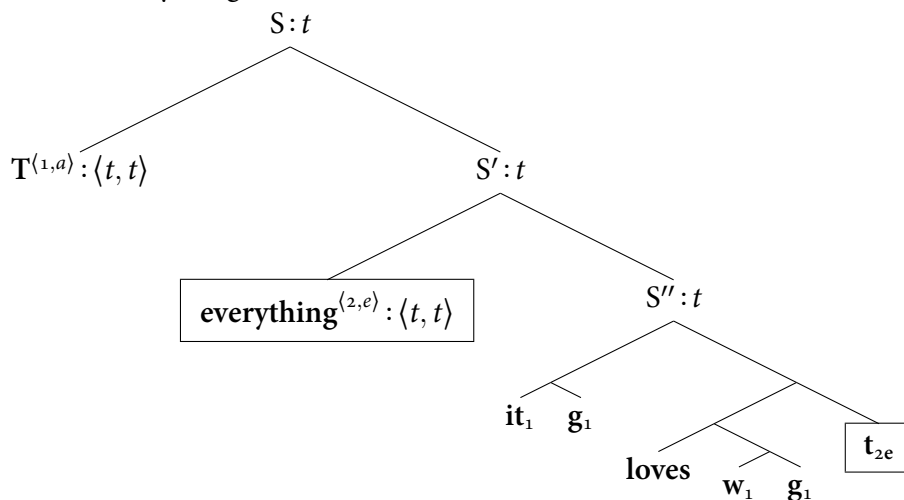 S : t
T⟨1,a⟩ : ⟨t, t⟩ S′ : t
everything⟨2,e⟩ : ⟨t, t⟩ S′′ : t
it₁ g₁
loves t₂ₑ
w₁ g₁